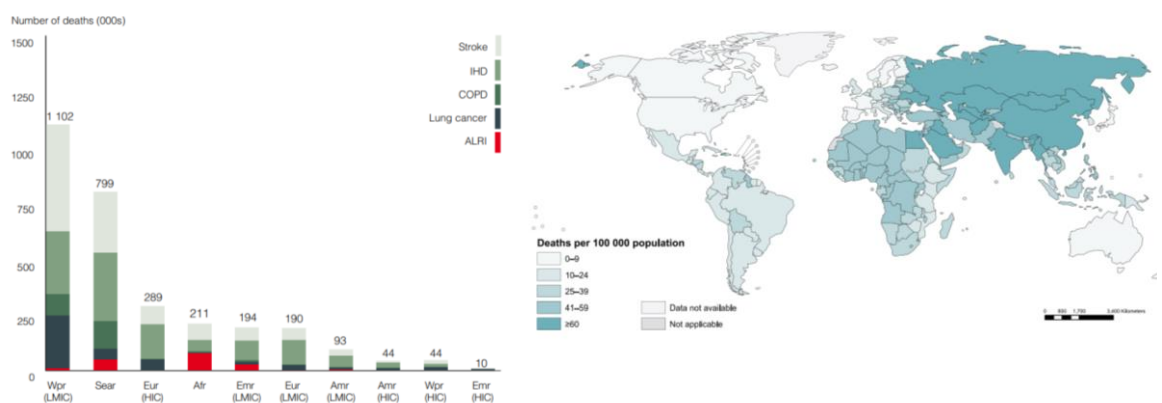 Number of deaths (000s)
1500
1250
1000
750
500
250
0
Stroke
IHD
COPD
Lung cancer
ALRI
1 102
799
289
211
194
190
93
44
44
10
Wpr
(LMIC)
Sear
Eur
(HIC)
Afr
Emr
(LMIC)
Eur
(LMIC)
Amr
(LMIC)
Amr
(HIC)
Wpr
(HIC)
Emr
(HIC)
Deaths per 100 000 population
0–9
10–24
25–39
41–59
≥60
Data not available
Not applicable
3,400 Kilometers